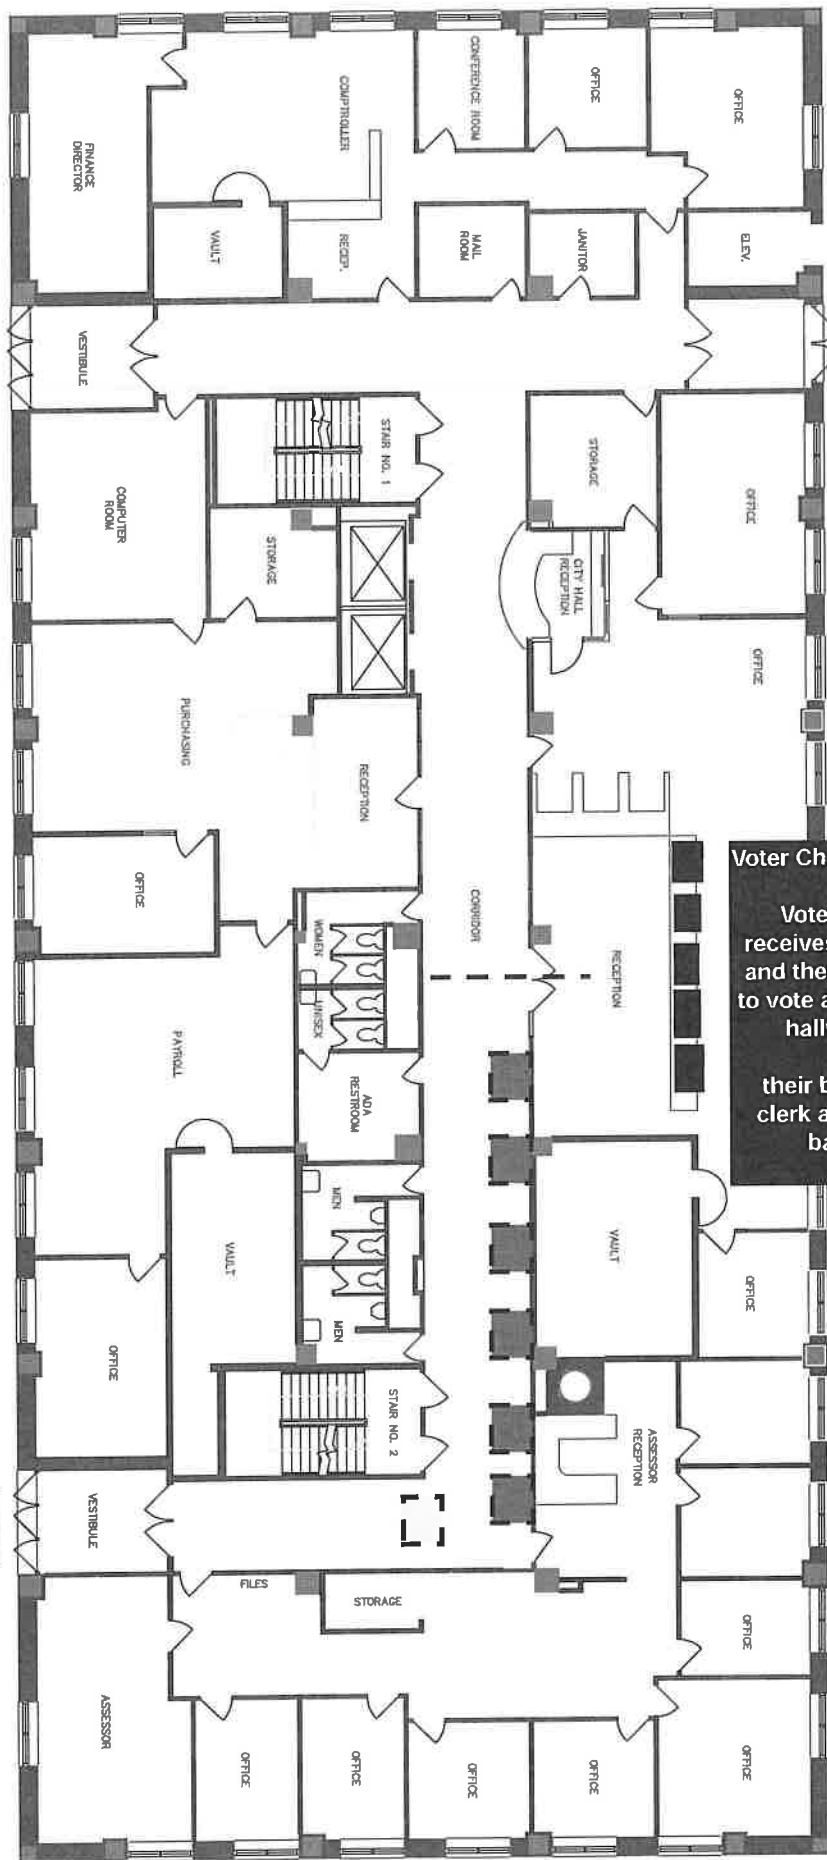 CONFERENCE ROOM
OFFICE
OFFICE
COMPTROLLER
FINANCE
DIRECTOR
VAULT
RECEP.
MAIL
ROOM
JANITOR
ELEV.
VESTIBULE
STAIR NO. 1
STORAGE
OFFICE
COMPUTER
ROOM
STORAGE
CITY HALL
RECEPTION
OFFICE
PURCHASING
RECEPTION
OFFICE
WOMEN
CORRIDOR
RECEPTION
Voter Ch
Vote
receives
and the
to vote a
hall
their b
clerk a
ba
UNISEX
PAYROLL
ADA
RESTROOM
MEN
VAULT
VAULT
OFFICE
MEN
OFFICE
STAIR NO. 2
ASSESSOR
RECEPTION
VESTIBULE
FILES
STORAGE
OFFICE
ASSESSOR
OFFICE
OFFICE
OFFICE
OFFICE
OFFICE